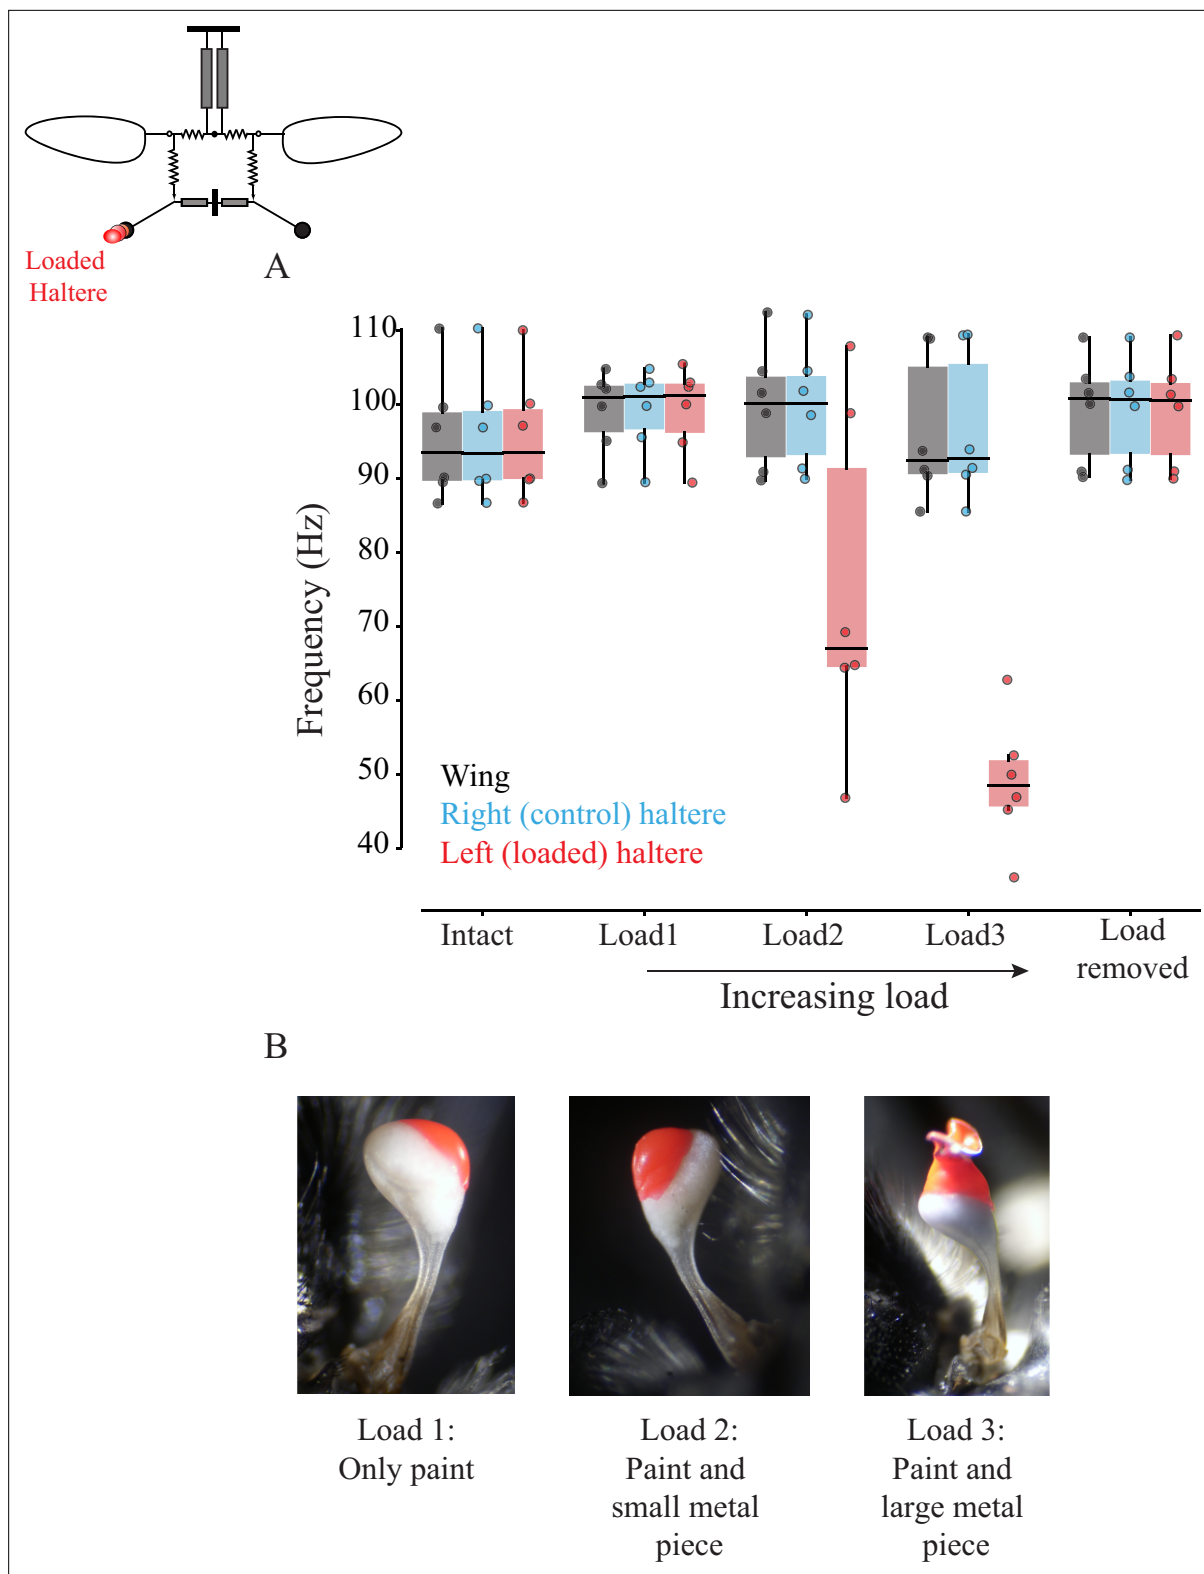 Loaded
Haltere
A
110
100
90
80
70
60
50
40
Frequency (Hz)
Wing
Right (control) haltere
Left (loaded) haltere
Intact
Load1
Load2
Load3
Load
removed
Increasing load
B
Load 1:
Only paint
Load 2:
Paint and
small metal
piece
Load 3:
Paint and
large metal
piece